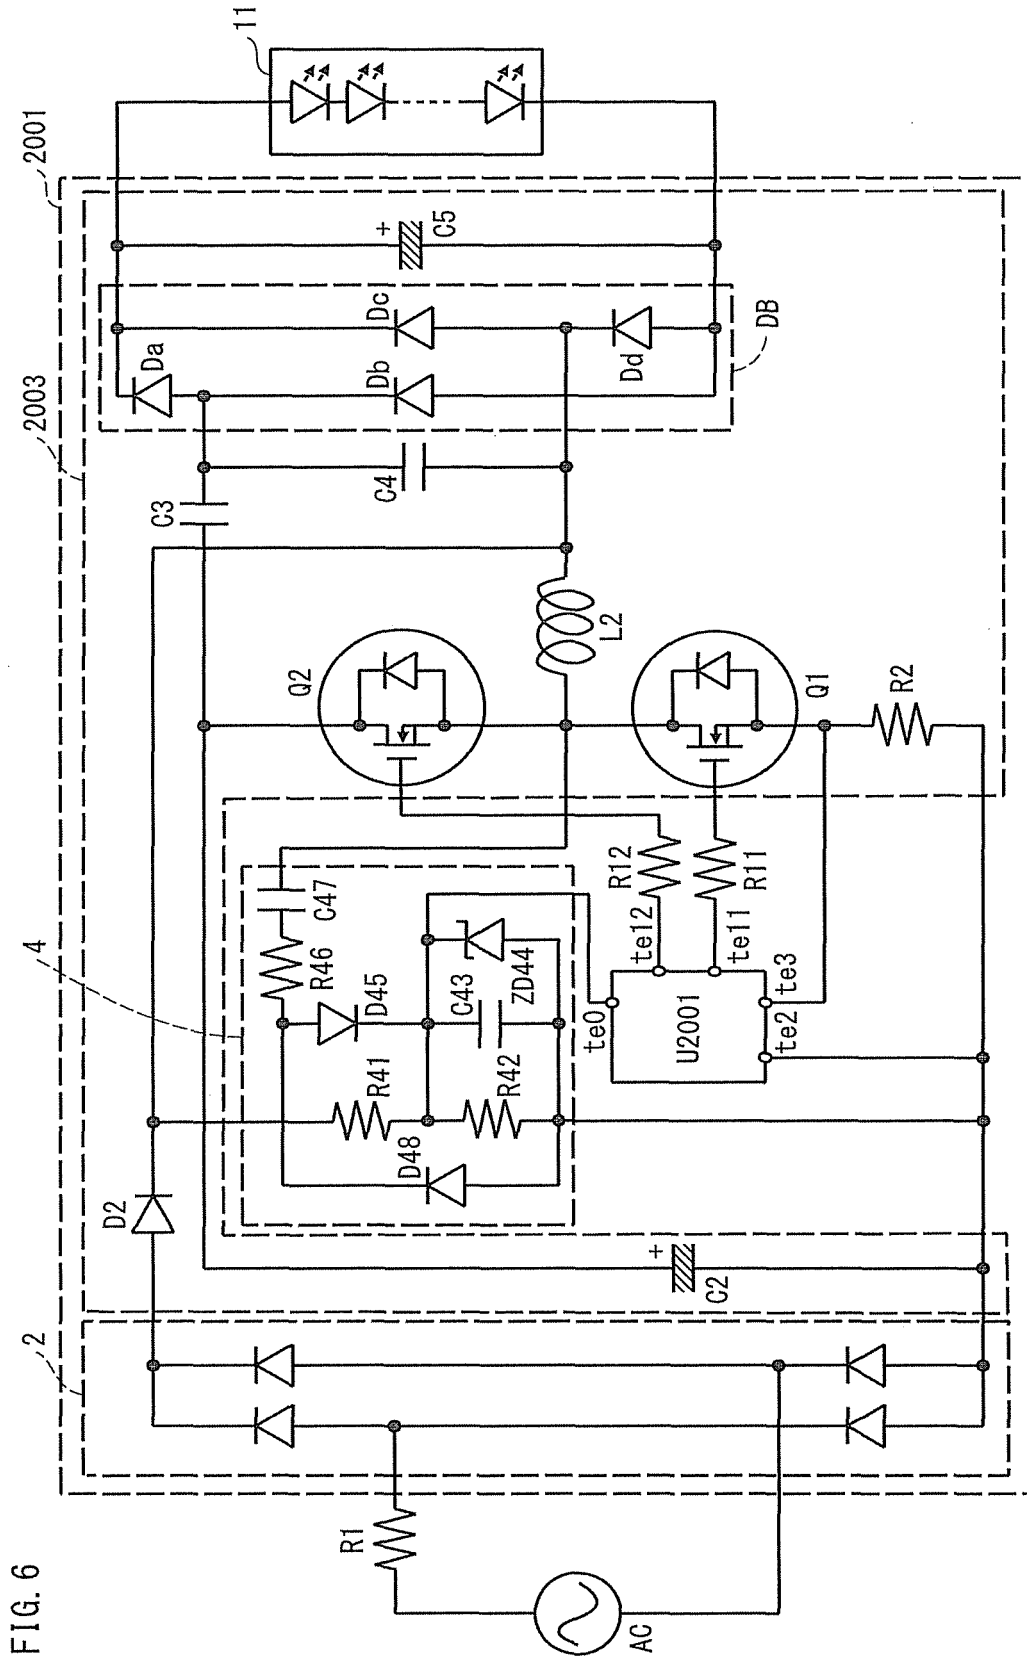 FIG. 6
2001
2003
2
4
11
AC
R1
D2
C2
D48
R41
R42
D45
C43
ZD44
R46
C47
te0
U2001
te2
te3
te12
te11
R12
R11
Q2
Q1
R2
L2
C3
C4
Da
Db
Dc
Dd
DB
+
C5
+